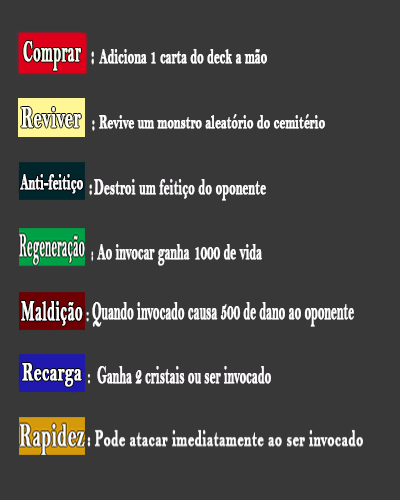 Comprar : Adiciona 1 carta do deck a mão
Reviver : Revive um monstro aleatório do cemitério
Anti-feitiço : Destroi um feitiço do oponente
Regeneração : Ao invocar ganha 1000 de vida
Maldição : Quando invocado causa 500 de dano ao oponente
Recarga : Ganha 2 cristais ou ser invocado
Rapidez : Pode atacar imediatamente ao ser invocado